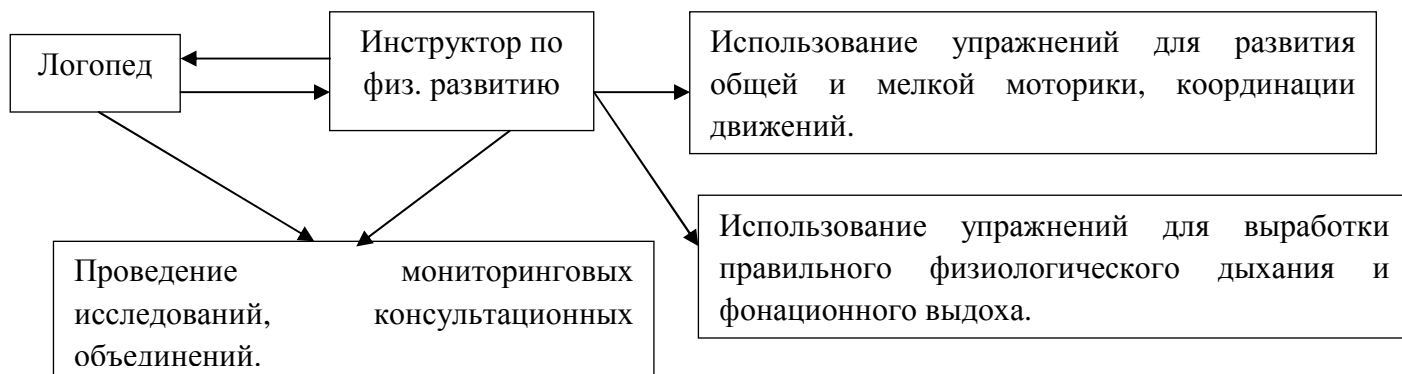 Логопед
Инструктор по
физ. развитию
Использование упражнений для развития
общей и мелкой моторики, координации
движений.
Использование упражнений для выработки
правильного физиологического дыхания и
фонационного выдоха.
Проведение мониторинговых
исследований, консультационных
объединений.